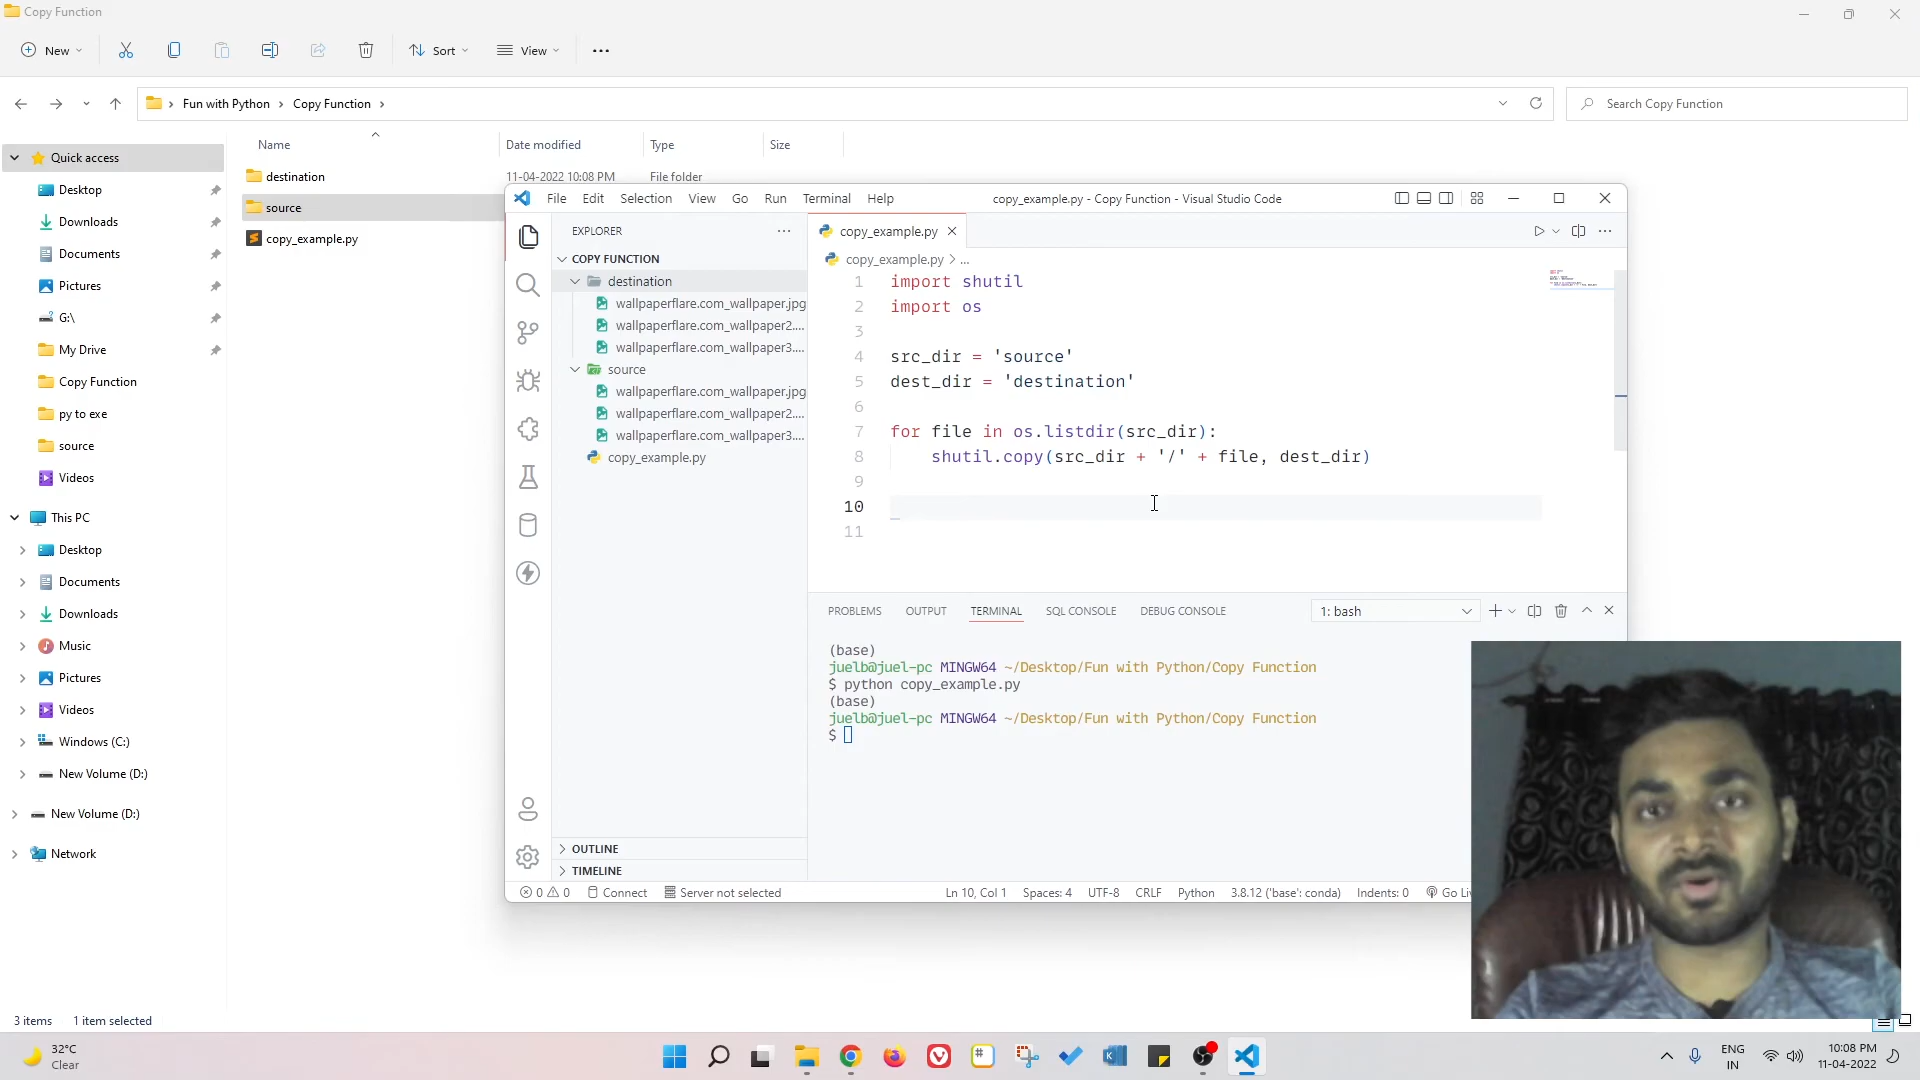 Copy Function
New
Sort
View
Fun with Python
Copy Function
Search Copy Function
Name
Date modified
Type
Size
Quick access
Desktop
Downloads
Documents
Pictures
G:\
My Drive
Copy Function
py to exe
source
Videos
This PC
Desktop
Documents
Downloads
Music
Pictures
Videos
Windows (C:)
New Volume (D:)
New Volume (D:)
Network
destination
11-04-2022 10:08 PM
File folder
source
copy_example.py
File Edit Selection View Go Run Terminal Help
copy_example.py - Copy Function - Visual Studio Code
EXPLORER
COPY FUNCTION
destination
wallpaperflare.com_wallpaper.jpg
wallpaperflare.com_wallpaper2....
wallpaperflare.com_wallpaper3....
source
wallpaperflare.com_wallpaper.jpg
wallpaperflare.com_wallpaper2....
wallpaperflare.com_wallpaper3....
copy_example.py
OUTLINE
TIMELINE
copy_example.py
copy_example.py > ...
1 import shutil
2 import os
3
4 src_dir = 'source'
5 dest_dir = 'destination'
6
7 for file in os.listdir(src_dir):
8 shutil.copy(src_dir + '/' + file, dest_dir)
9
10
11
PROBLEMS OUTPUT TERMINAL SQL CONSOLE DEBUG CONSOLE
1: bash
(base)
juelb@juel-pc MINGW64 ~/Desktop/Fun with Python/Copy Function
$ python copy_example.py
(base)
juelb@juel-pc MINGW64 ~/Desktop/Fun with Python/Copy Function
$
0 0 Connect Server not selected
Ln 10, Col 1 Spaces: 4 UTF-8 CRLF Python 3.8.12 ('base': conda) Indents: 0 Go Li
3 items 1 item selected
32°C
Clear
ENG
IN
10:08 PM
11-04-2022